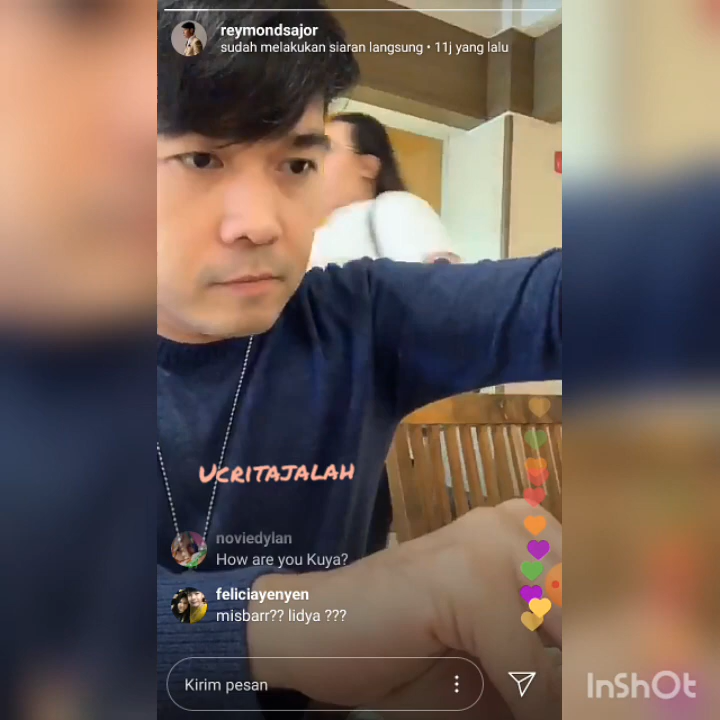 reymondsajor
sudah melakukan siaran langsung • 11j yang lalu
UCRITAJALAH
noviedylan
How are you Kuya?
feliciayenyen
misbarr?? lidya ???
Kirim pesan
InShOt